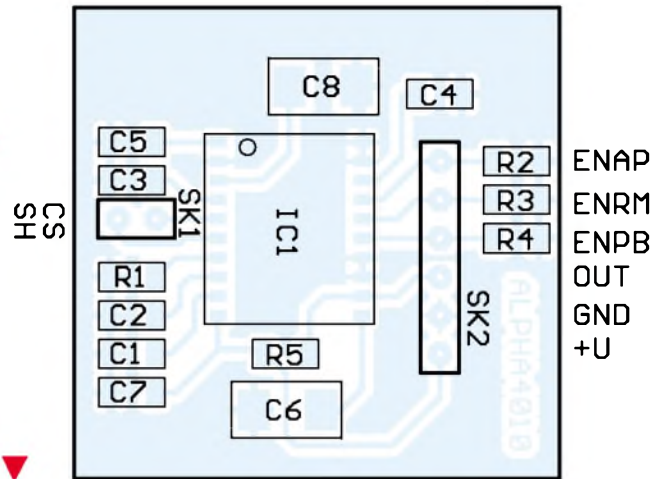 C8
C4
C5
C3
SK1
CS
SH
IC1
R2
ENAP
R3
ENRM
R4
ENPB
OUT
GND
+U
SK2
R1
C2
C1
C7
R5
C6
ALPHA4010